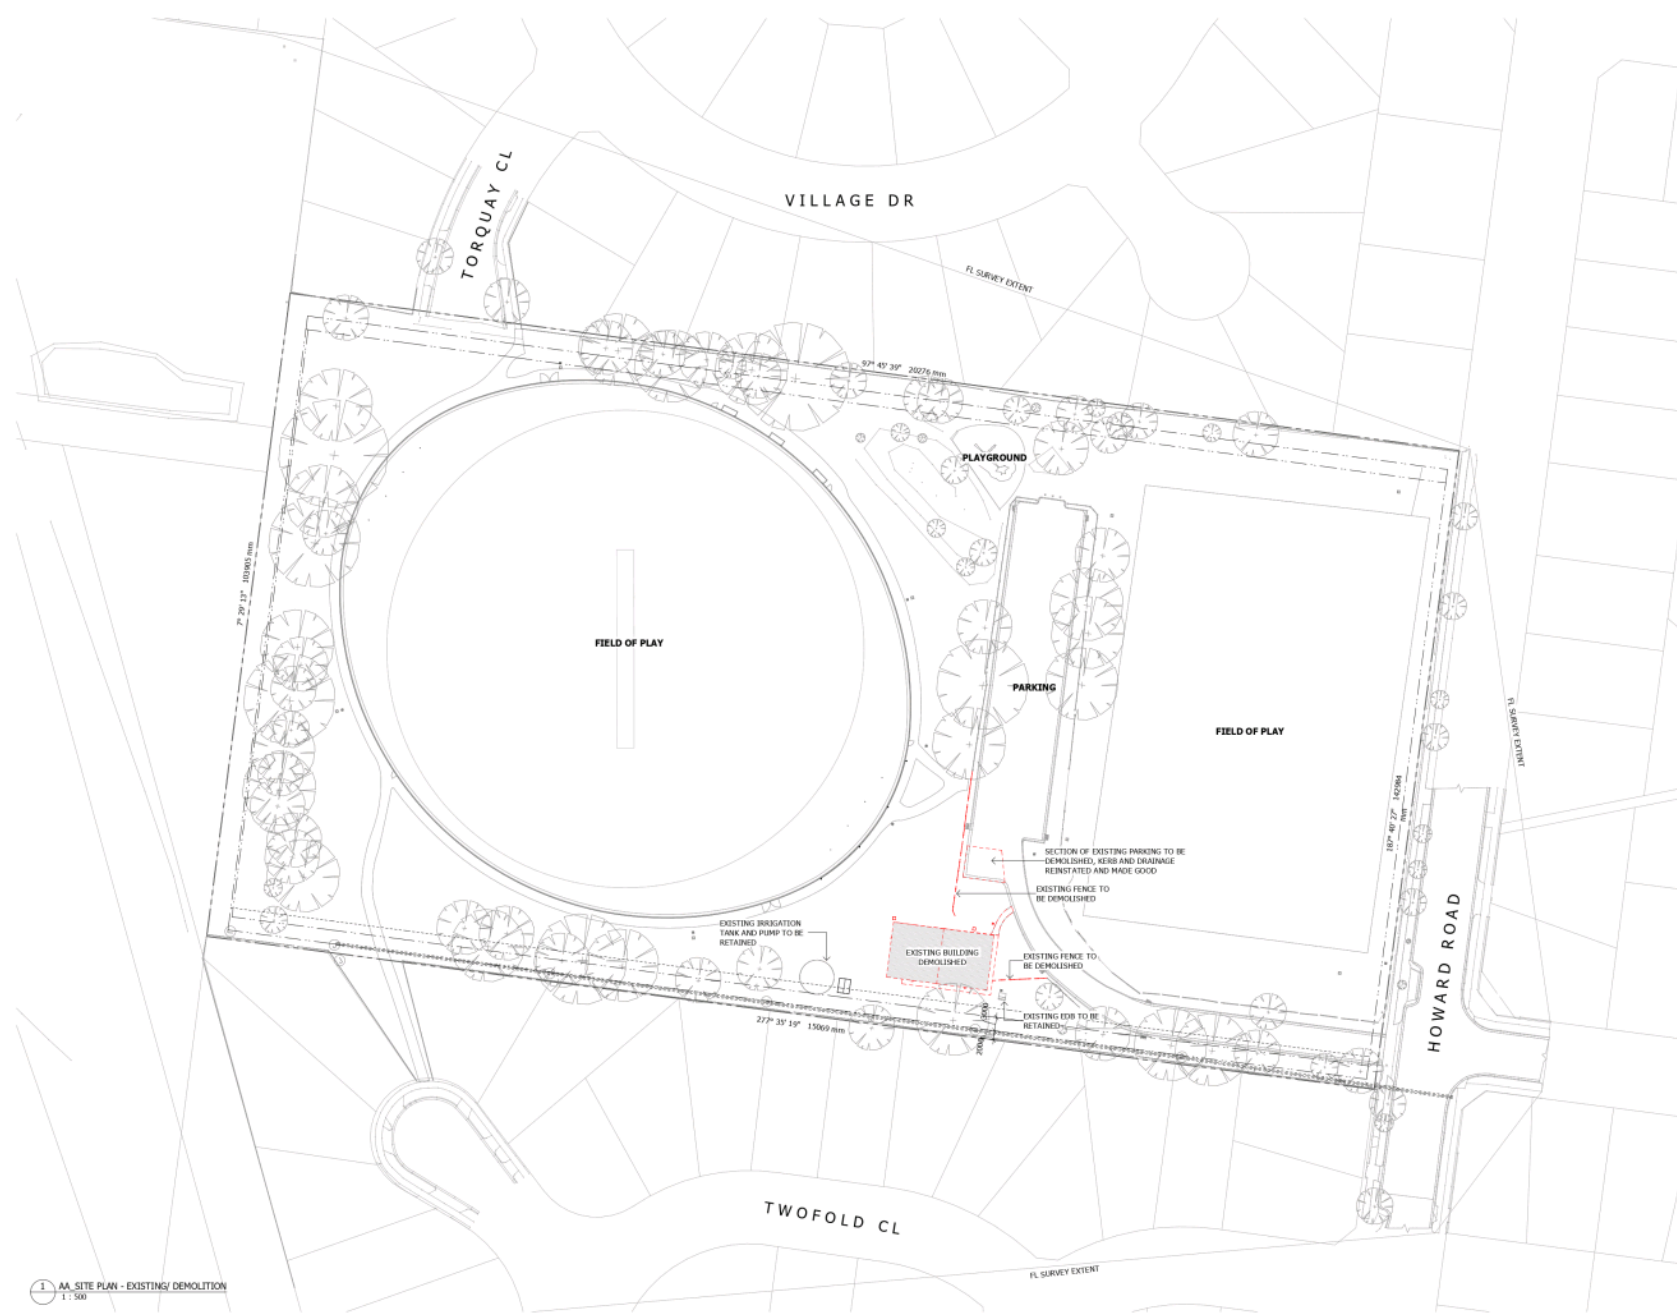 TORQUAY CL
VILLAGE DR
FL SURVEY EXTENT
97° 45' 39" 20276 mm
PLAYGROUND
7° 29' 13" 103905 mm
FIELD OF PLAY
PARKING
FIELD OF PLAY
FL SURVEY EXTENT
187° 40' 27" 142984
mm
SECTION OF EXISTING PARKING TO BE
DEMOLISHED, KERB AND DRAINAGE
REINSTATED AND MADE GOOD
EXISTING FENCE TO
BE DEMOLISHED
EXISTING IRRIGATION
TANK AND PUMP TO BE
RETAINED
EXISTING BUILDING
DEMOLISHED
EXISTING FENCE TO
BE DEMOLISHED
EXISTING EDB TO BE
RETAINED
HOWARD ROAD
277° 35' 19" 15069 mm
TWOFOLD CL
FL SURVEY EXTENT
1
AA_SITE PLAN - EXISTING/ DEMOLITION
1 : 500